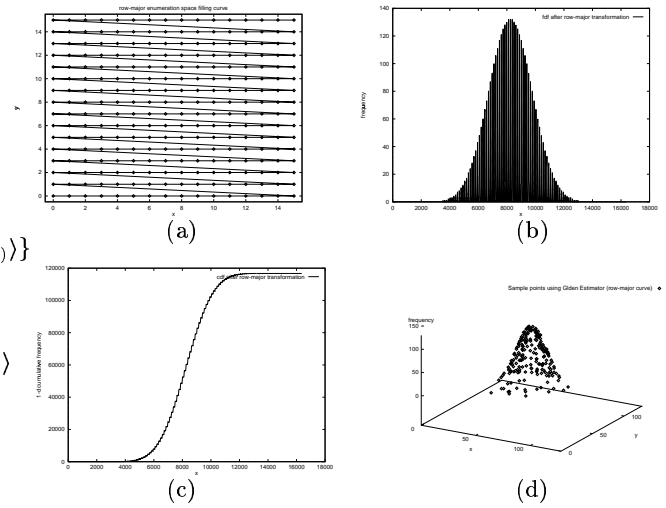 row-major enumeration space filling curve
14
12
10
8
6
4
2
0
y
0 2 4 6 8 10 12 14
x
(a)
fdf after row-major transformation
140
120
100
80
60
40
20
0
frequency
0 2000 4000 6000 8000 10000 12000 14000 16000 18000
x
(b)
)⟩}
cdf after row-major transformation
120000
100000
80000
60000
40000
20000
0
1-d cumulative frequency
0 2000 4000 6000 8000 10000 12000 14000 16000 18000
x
(c)
⟩
Sample points using Glden Estimator (row-major curve)
frequency
150
100
50
0
0 50 100
x
0 50 100
y
(d)